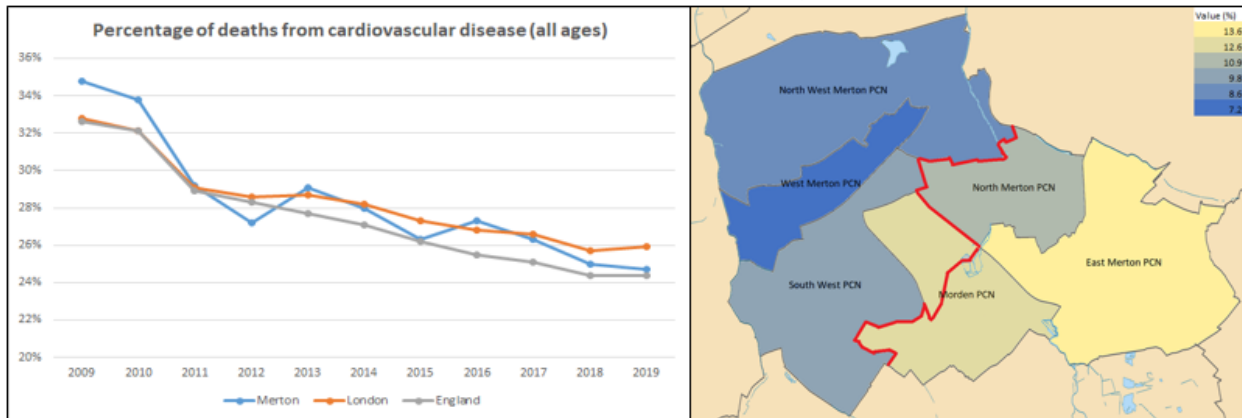 Percentage of deaths from cardiovascular disease (all ages)
36%
34%
32%
30%
28%
26%
24%
22%
20%
2009 2010 2011 2012 2013 2014 2015 2016 2017 2018 2019
Merton London England
Value (%)
13.6
12.6
10.9
9.8
8.6
7.2
North West Merton PCN
West Merton PCN
North Merton PCN
East Merton PCN
South West PCN
Morden PCN